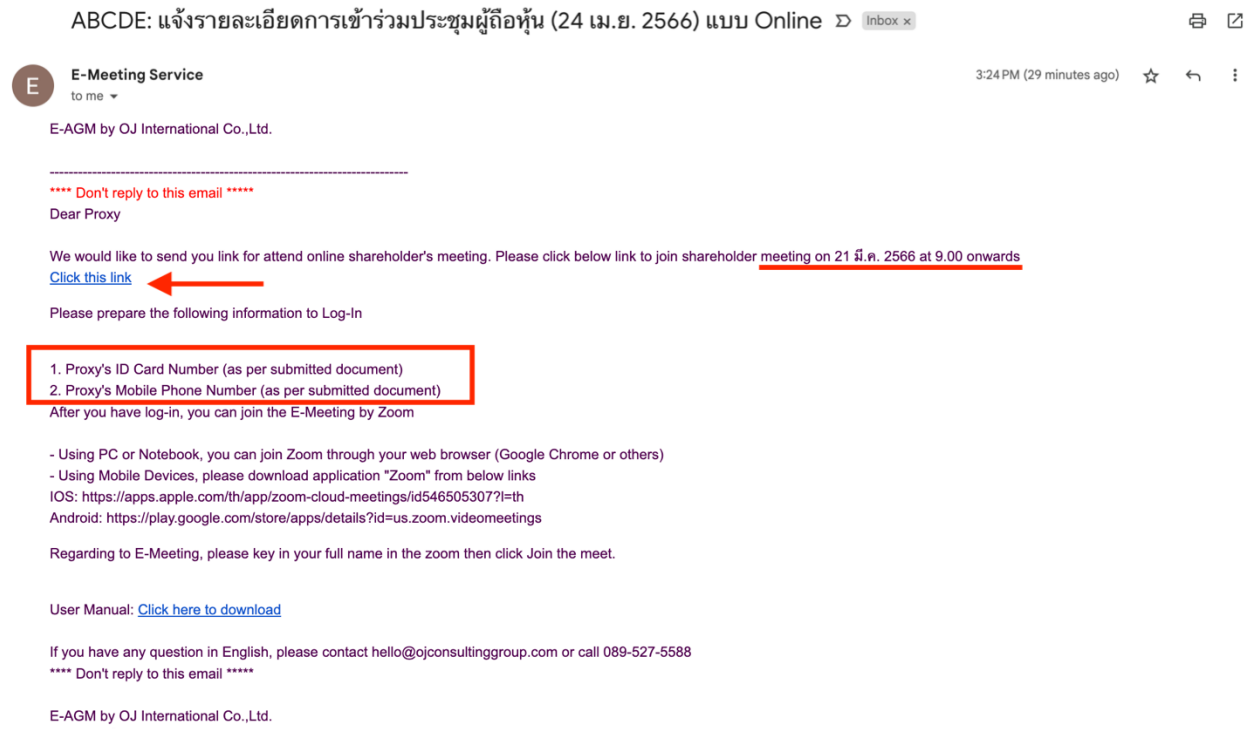 ABCDE: แจ้งรายละเอียดการเข้าร่วมประชุมผู้ถือหุ้น (24 เม.ย. 2566) แบบ Online Inbox ×
E
E-Meeting Service
3:24 PM (29 minutes ago)
to me
E-AGM by OJ International Co.,Ltd.
------------------------------------------------------------------------------
**** Don't reply to this email *****
Dear Proxy
We would like to send you link for attend online shareholder's meeting. Please click below link to join shareholder meeting on 21 มี.ค. 2566 at 9.00 onwards
Click this link
Please prepare the following information to Log-In
1. Proxy's ID Card Number (as per submitted document)
2. Proxy's Mobile Phone Number (as per submitted document)
After you have log-in, you can join the E-Meeting by Zoom
- Using PC or Notebook, you can join Zoom through your web browser (Google Chrome or others)
- Using Mobile Devices, please download application "Zoom" from below links
IOS: https://apps.apple.com/th/app/zoom-cloud-meetings/id546505307?l=th
Android: https://play.google.com/store/apps/details?id=us.zoom.videomeetings
Regarding to E-Meeting, please key in your full name in the zoom then click Join the meet.
User Manual: Click here to download
If you have any question in English, please contact hello@ojconsultinggroup.com or call 089-527-5588
**** Don't reply to this email *****
E-AGM by OJ International Co.,Ltd.